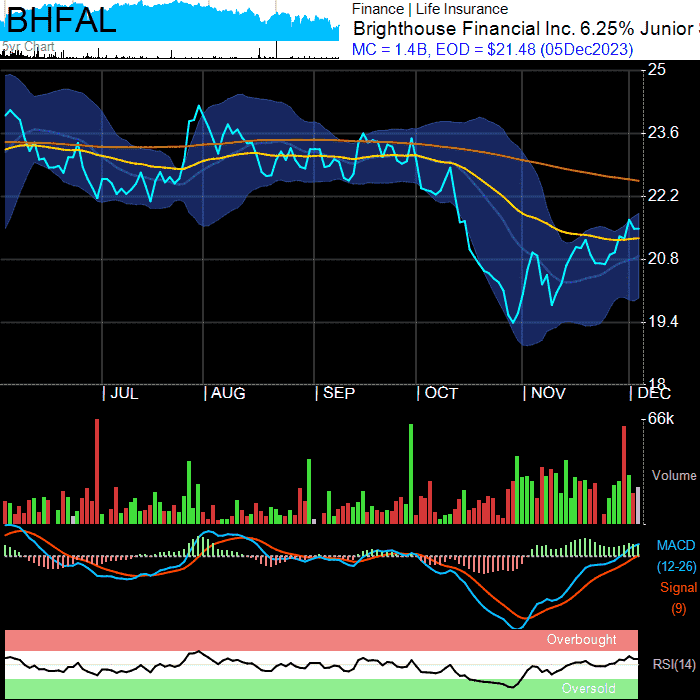 BHFAL
5yr Chart
Finance | Life Insurance
Brighthouse Financial Inc. 6.25% Junior
MC = 1.4B, EOD = $21.48 (05Dec2023)
25
23.6
22.2
20.8
19.4
18
| JUL | AUG | SEP | OCT | NOV | DEC
66k
Volume
MACD
(12-26)
Signal
(9)
Overbought
RSI(14)
Oversold